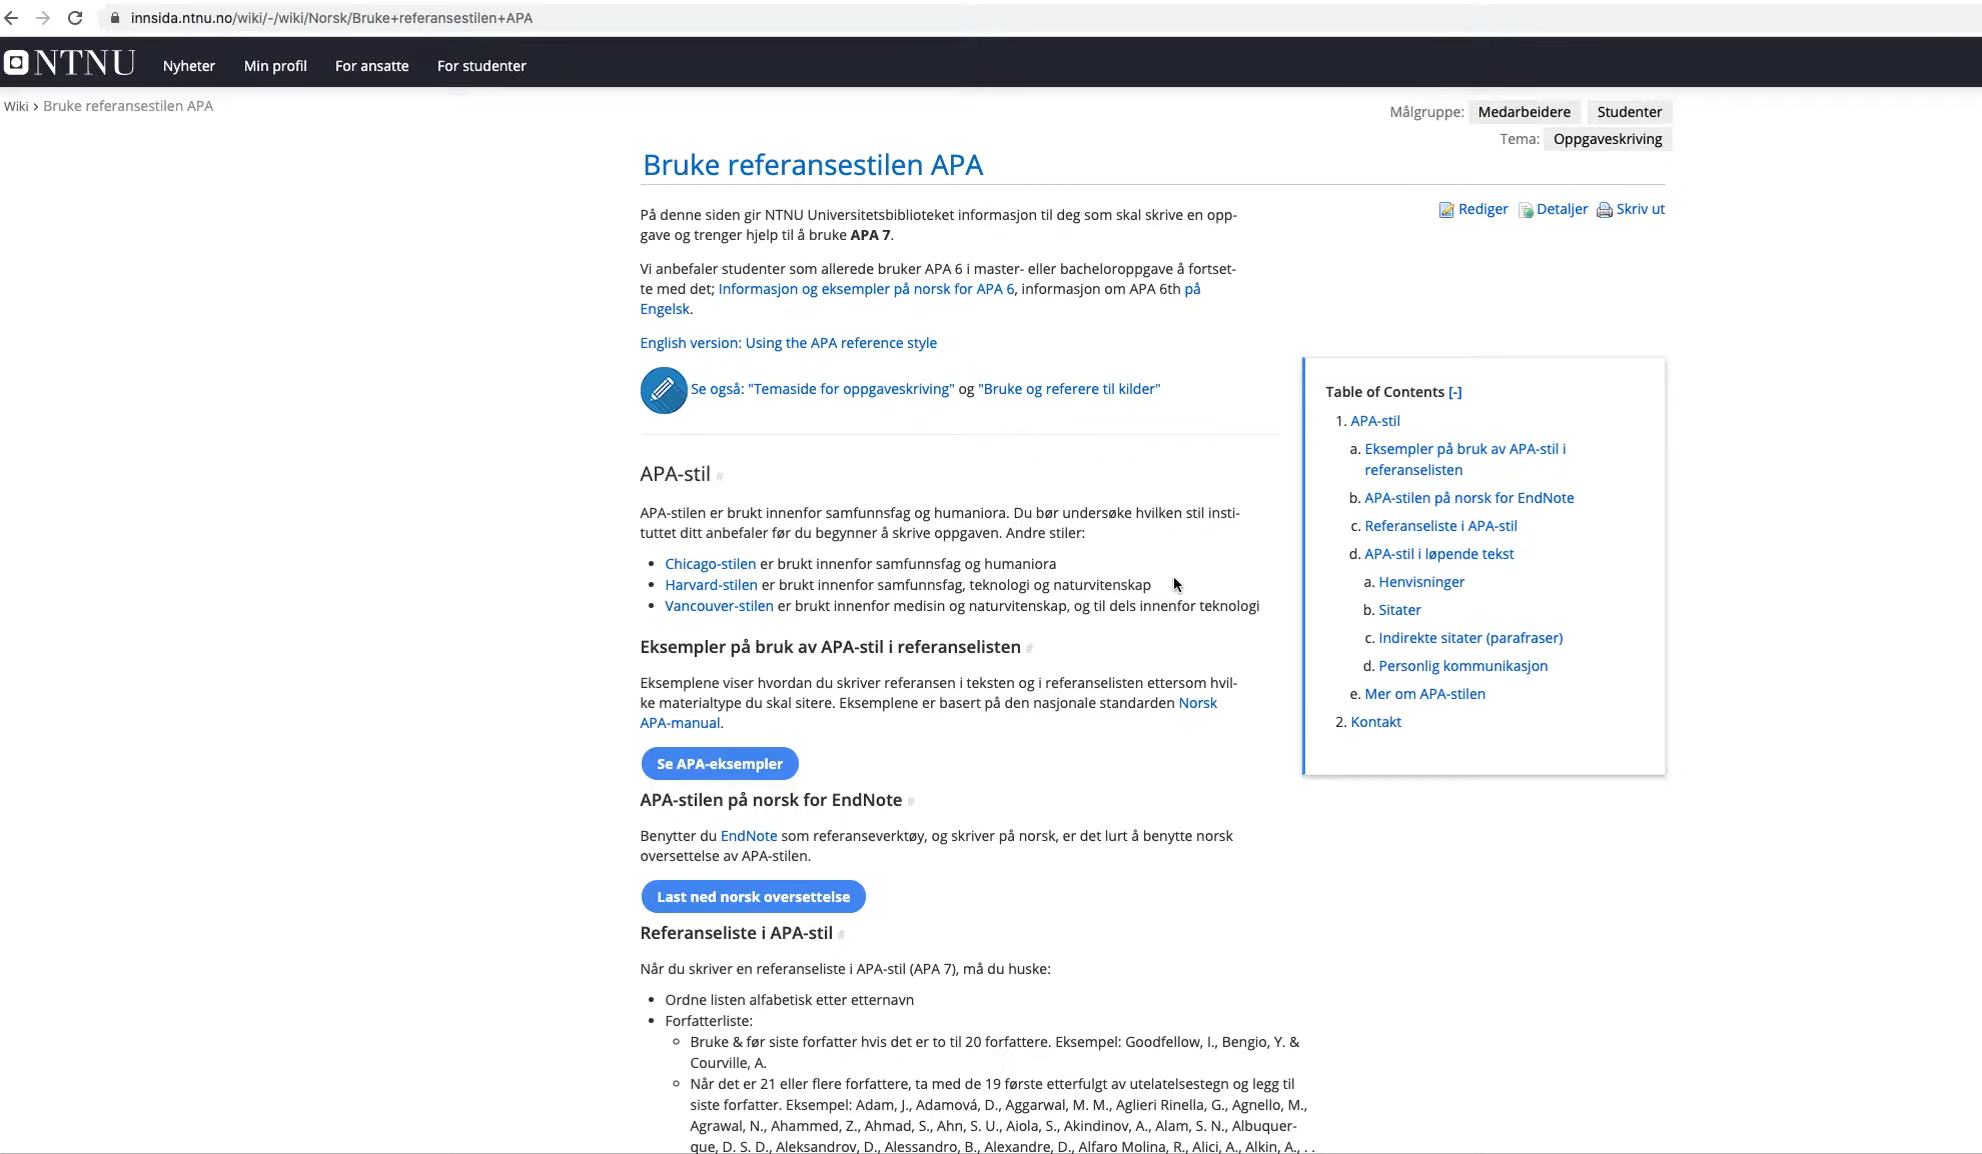 innsida.ntnu.no/wiki/-/wiki/Norsk/Bruke+referansestilen+APA
NTNU Nyheter Min profil For ansatte For studenter
Wiki › Bruke referansestilen APA
Målgruppe: Medarbeidere Studenter
Tema: Oppgaveskriving
Bruke referansestilen APA
Rediger Detaljer Skriv ut
På denne siden gir NTNU Universitetsbiblioteket informasjon til deg som skal skrive en opp-
gave og trenger hjelp til å bruke APA 7.
Vi anbefaler studenter som allerede bruker APA 6 i master- eller bacheloroppgave å fortset-
te med det; Informasjon og eksempler på norsk for APA 6, informasjon om APA 6th på
Engelsk.
English version: Using the APA reference style
Se også: "Temaside for oppgaveskriving" og "Bruke og referere til kilder"
APA-stil #
APA-stilen er brukt innenfor samfunnsfag og humaniora. Du bør undersøke hvilken stil insti-
tuttet ditt anbefaler før du begynner å skrive oppgaven. Andre stiler:
• Chicago-stilen er brukt innenfor samfunnsfag og humaniora
• Harvard-stilen er brukt innenfor samfunnsfag, teknologi og naturvitenskap
• Vancouver-stilen er brukt innenfor medisin og naturvitenskap, og til dels innenfor teknologi
Eksempler på bruk av APA-stil i referanselisten #
Eksemplene viser hvordan du skriver referansen i teksten og i referanselisten ettersom hvil-
ke materialtype du skal sitere. Eksemplene er basert på den nasjonale standarden Norsk
APA-manual.
Se APA-eksempler
APA-stilen på norsk for EndNote #
Benytter du EndNote som referanseverktøy, og skriver på norsk, er det lurt å benytte norsk
oversettelse av APA-stilen.
Last ned norsk oversettelse
Referanseliste i APA-stil #
Når du skriver en referanseliste i APA-stil (APA 7), må du huske:
• Ordne listen alfabetisk etter etternavn
• Forfatterliste:
Bruke & før siste forfatter hvis det er to til 20 forfattere. Eksempel: Goodfellow, I., Bengio, Y. &
Courville, A.
Når det er 21 eller flere forfattere, ta med de 19 første etterfulgt av utelatelsestegn og legg til
siste forfatter. Eksempel: Adam, J., Adamová, D., Aggarwal, M. M., Aglieri Rinella, G., Agnello, M.,
Agrawal, N., Ahammed, Z., Ahmad, S., Ahn, S. U., Aiola, S., Akindinov, A., Alam, S. N., Albuquer-
que, D. S. D., Aleksandrov, D., Alessandro, B., Alexandre, D., Alfaro Molina, R., Alici, A., Alkin, A., . .
Table of Contents [-]
1. APA-stil
a. Eksempler på bruk av APA-stil i
referanselisten
b. APA-stilen på norsk for EndNote
c. Referanseliste i APA-stil
d. APA-stil i løpende tekst
a. Henvisninger
b. Sitater
c. Indirekte sitater (parafraser)
d. Personlig kommunikasjon
e. Mer om APA-stilen
2. Kontakt